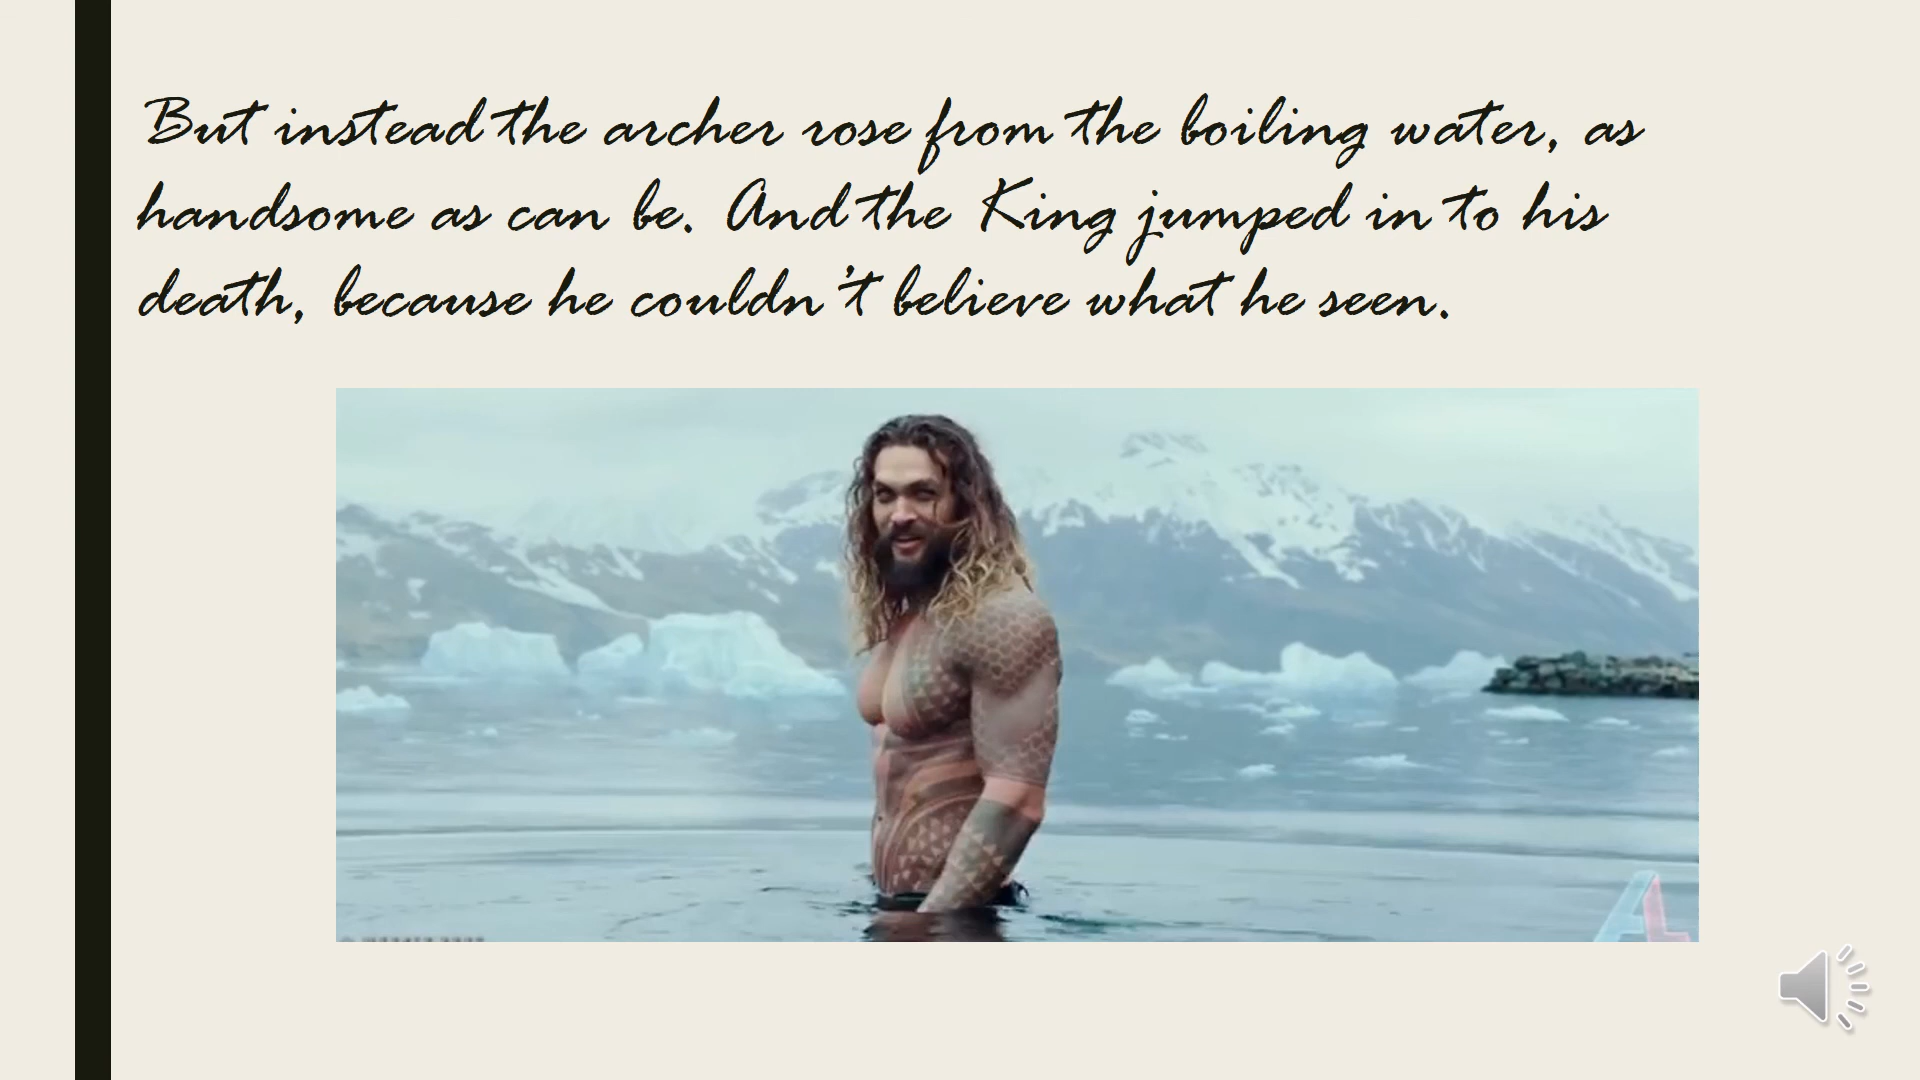 But instead the archer rose from the boiling water, as
handsome as can be. And the King jumped in to his
death, because he couldn't believe what he seen.
AL